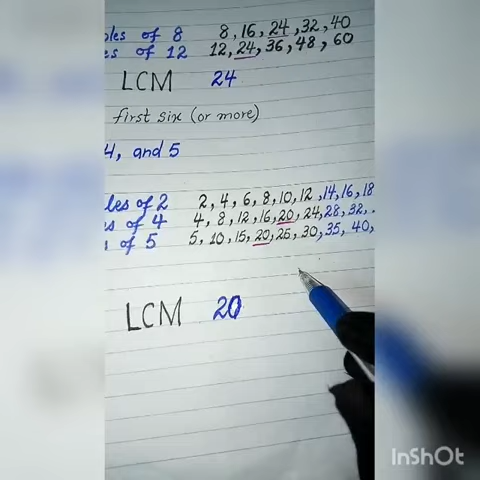 ples of 8 8, 16, 24, 32, 40
es of 12 12, 24, 36, 48, 60
LCM 24
first six (or more)
4, and 5
les of 2 2, 4, 6, 8, 10, 12, 14, 16, 18
s of 4 4, 8, 12, 16, 20, 24, 28, 32, .
of 5 5, 10, 15, 20, 25, 30, 35, 40,
LCM 20
InShOt